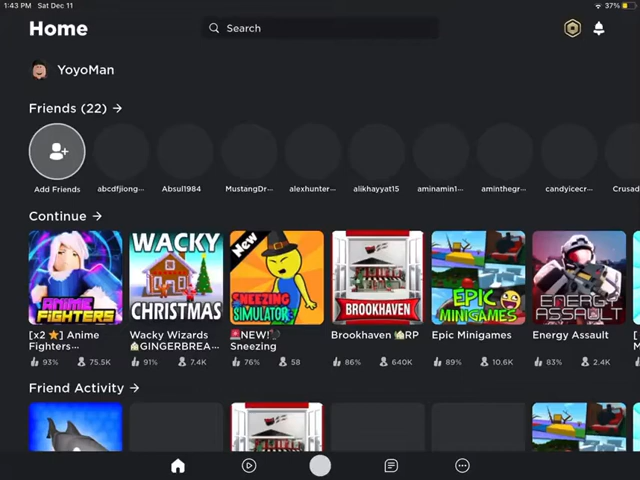 1:43 PM Sat Dec 11
37%
Home
Search
YoyoMan
Friends (22) →
Add Friends
abcdfjiong...
Absul1984
MustangDr...
alexhunter...
alikhayyat15
aminamin1...
aminthegr...
candyicecr...
Crusad
Continue →
ANIME FIGHTERS
WACKY CHRISTMAS
New
SNEEZING SIMULATOR
BROOKHAVEN
EPIC MINIGAMES
ENERGY ASSAULT
[x2 ⭐] Anime Fighters...
Wacky Wizards 🏠GINGERBREA...
🚨NEW!💨 Sneezing
Brookhaven 🏡RP
Epic Minigames
Energy Assault
[
M
93% 75.5K
91% 7.4K
76% 58
86% 640K
89% 10.6K
83% 2.4K
Friend Activity →